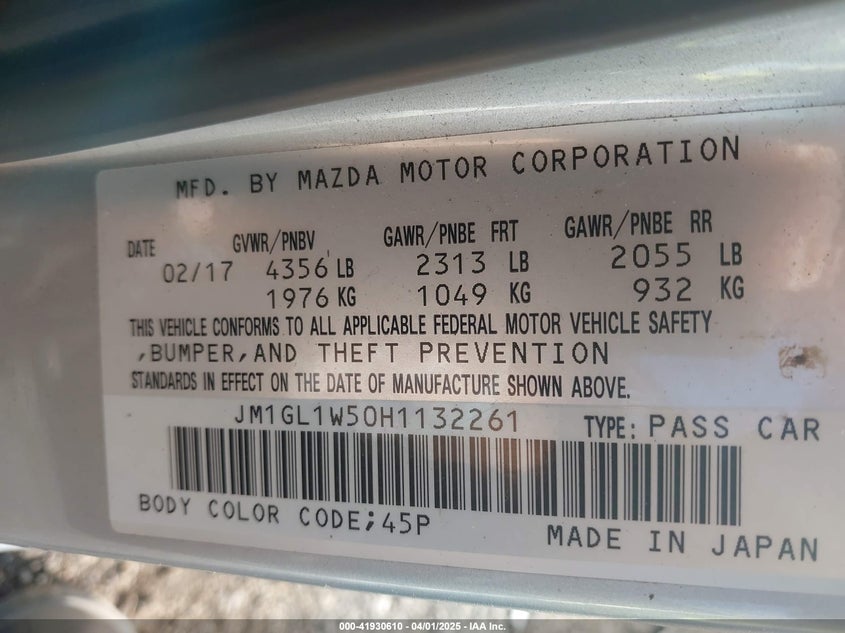 MFD. BY MAZDA MOTOR CORPORATION
DATE GVWR/PNBV GAWR/PNBE FRT GAWR/PNBE RR
02/17 4356 LB 2313 LB 2055 LB
1976 KG 1049 KG 932 KG
THIS VEHICLE CONFORMS TO ALL APPLICABLE FEDERAL MOTOR VEHICLE SAFETY
,BUMPER,AND THEFT PREVENTION
STANDARDS IN EFFECT ON THE DATE OF MANUFACTURE SHOWN ABOVE.
JM1GL1W50H1132261 TYPE: PASS CAR
BODY COLOR CODE;45P
MADE IN JAPAN
000-41930610 - 04/01/2025 - IAA Inc.